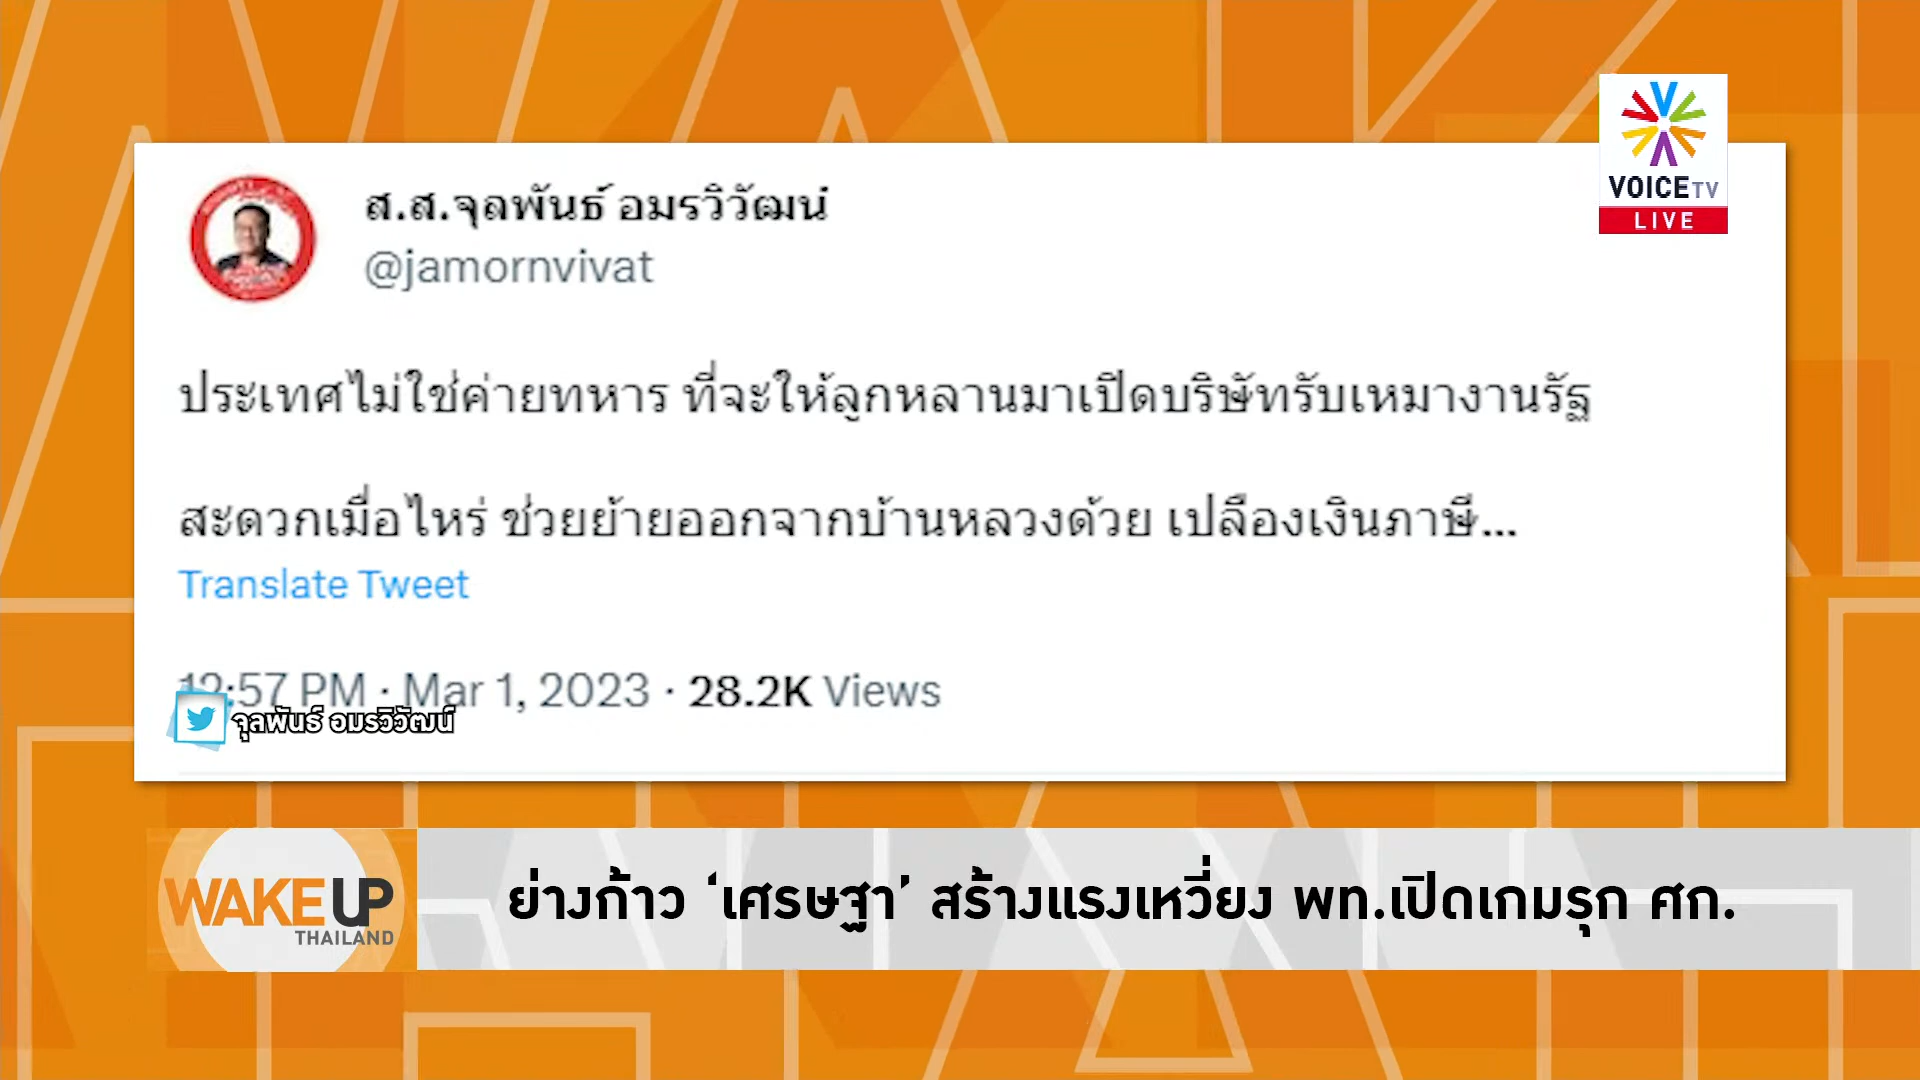 VOICE TV
LIVE
ส.ส.จุลพันธ์ อมรวิวัฒน์
@jamornvivat
ประเทศไม่ใช่ค่ายทหาร ที่จะให้ลูกหลานมาเปิดบริษัทรับเหมางานรัฐ
สะดวกเมื่อไหร่ ช่วยย้ายออกจากบ้านหลวงด้วย เปลืองเงินภาษี...
Translate Tweet
12:57 PM · Mar 1, 2023 · 28.2K Views
จุลพันธ์ อมรวิวัฒน์
WAKE UP
THAILAND
ย่างก้าว ‘เศรษฐา’ สร้างแรงเหวี่ยง พท.เปิดเกมรุก ศก.